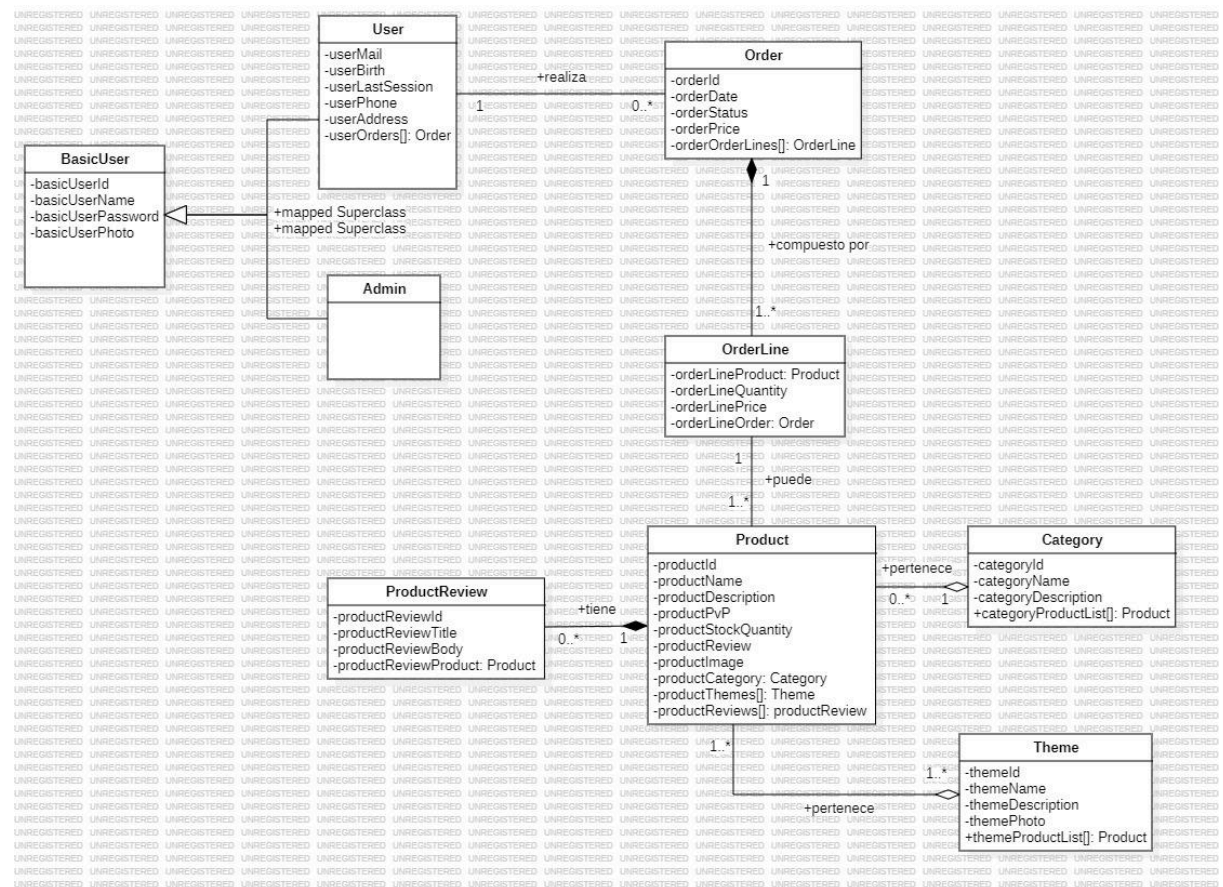 User
-userMail
-userBirth
-userLastSession
-userPhone
-userAddress
-userOrders[]: Order
+realiza
1
0..*
Order
-orderId
-orderDate
-orderStatus
-orderPrice
-orderOrderLines[]: OrderLine
BasicUser
-basicUserId
-basicUserName
-basicUserPassword
-basicUserPhoto
+mapped Superclass
+mapped Superclass
Admin
1
+compuesto por
1..*
OrderLine
-orderLineProduct: Product
-orderLineQuantity
-orderLinePrice
-orderLineOrder: Order
1
+puede
1..*
Product
-productId
-productName
-productDescription
-productPvP
-productStockQuantity
-productReview
-productImage
-productCategory: Category
-productThemes[]: Theme
-productReviews[]: productReview
+pertenece
0..*
1
Category
-categoryId
-categoryName
-categoryDescription
+categoryProductList[]: Product
ProductReview
-productReviewId
-productReviewTitle
-productReviewBody
-productReviewProduct: Product
+tiene
0..*
1
1..*
1..*
+pertenece
Theme
-themeId
-themeName
-themeDescription
-themePhoto
+themeProductList[]: Product
UNREGISTERED